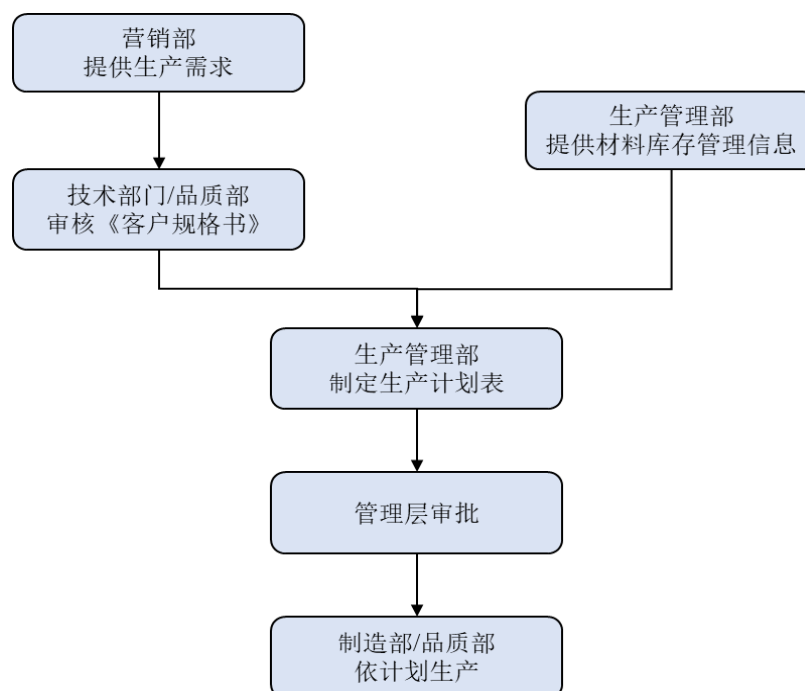 营销部
提供生产需求
生产管理部
提供材料库存管理信息
技术部门/品质部
审核《客户规格书》
生产管理部
制定生产计划表
管理层审批
制造部/品质部
依计划生产